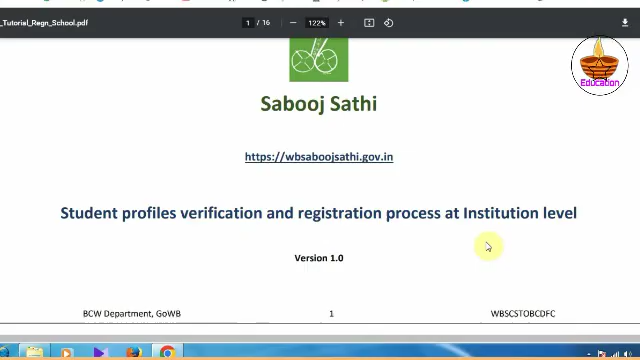 _Tutorial_Regn_School.pdf
1 / 16
122%
Education
Sabooj Sathi
https://wbsaboojsathi.gov.in
Student profiles verification and registration process at Institution level
Version 1.0
BCW Department, GoWB 1 WBSCSTOBCDFC